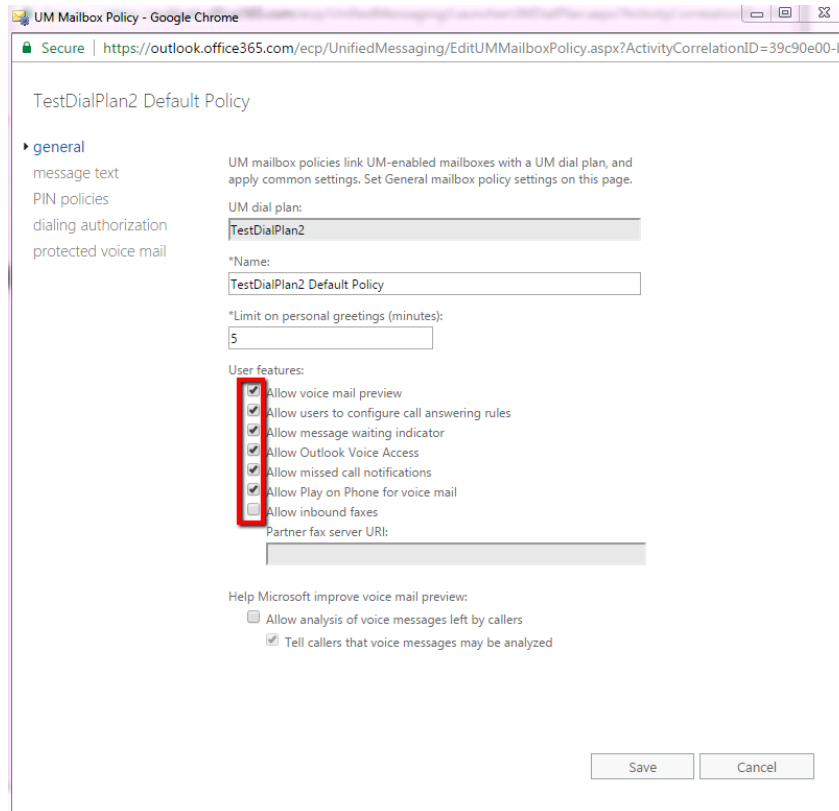 UM Mailbox Policy - Google Chrome
Secure | https://outlook.office365.com/ecp/UnifiedMessaging/EditUMMailboxPolicy.aspx?ActivityCorrelationID=39c90e00-
TestDialPlan2 Default Policy
general
message text
PIN policies
dialing authorization
protected voice mail
UM mailbox policies link UM-enabled mailboxes with a UM dial plan, and
apply common settings. Set General mailbox policy settings on this page.
UM dial plan:
TestDialPlan2
*Name:
TestDialPlan2 Default Policy
*Limit on personal greetings (minutes):
5
User features:
Allow voice mail preview
Allow users to configure call answering rules
Allow message waiting indicator
Allow Outlook Voice Access
Allow missed call notifications
Allow Play on Phone for voice mail
Allow inbound faxes
Partner fax server URI:
Help Microsoft improve voice mail preview:
Allow analysis of voice messages left by callers
Tell callers that voice messages may be analyzed
Save
Cancel